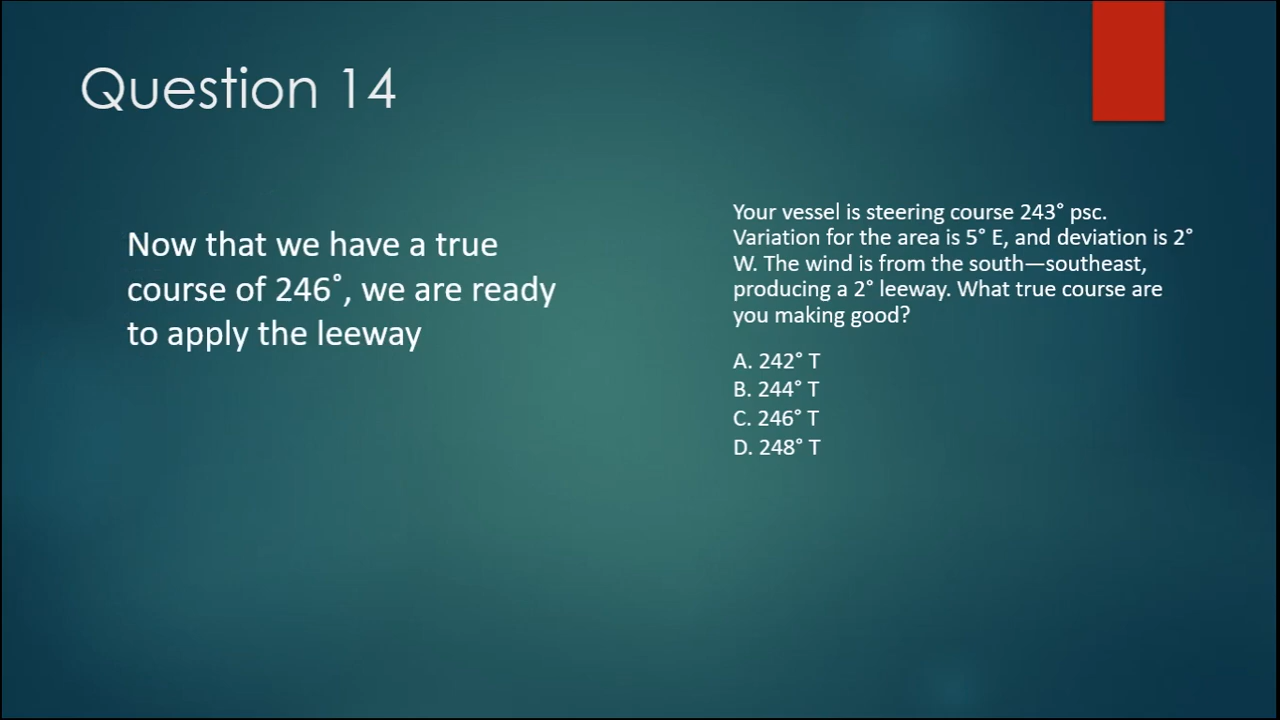 Question 14
Now that we have a true
course of 246˚, we are ready
to apply the leeway
Your vessel is steering course 243° psc.
Variation for the area is 5° E, and deviation is 2°
W. The wind is from the south—southeast,
producing a 2° leeway. What true course are
you making good?
A. 242° T
B. 244° T
C. 246° T
D. 248° T